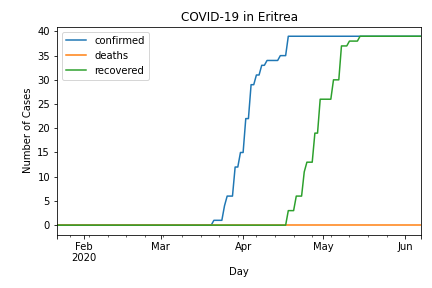 COVID-19 in Eritrea
confirmed
deaths
recovered
Number of Cases
40
35
30
25
20
15
10
5
0
Feb
2020
Mar
Apr
May
Jun
Day